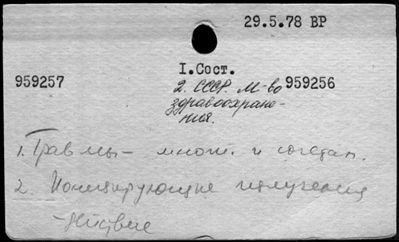 29.5.78 ВР
I.Сост.
959257
2. СССР. М-во 959256
здравоохране-
ния.
1. Травмы - множ. и сочетан.
2. Ионизирующие излучения
- действие